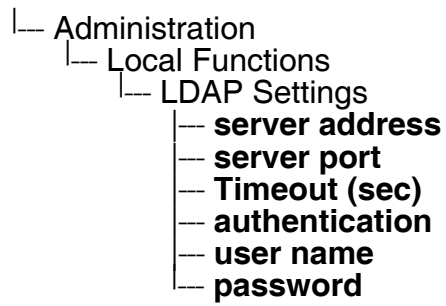 |--- Administration
|--- Local Functions
|--- LDAP Settings
|--- server address
|--- server port
|--- Timeout (sec)
|--- authentication
|--- user name
|--- password